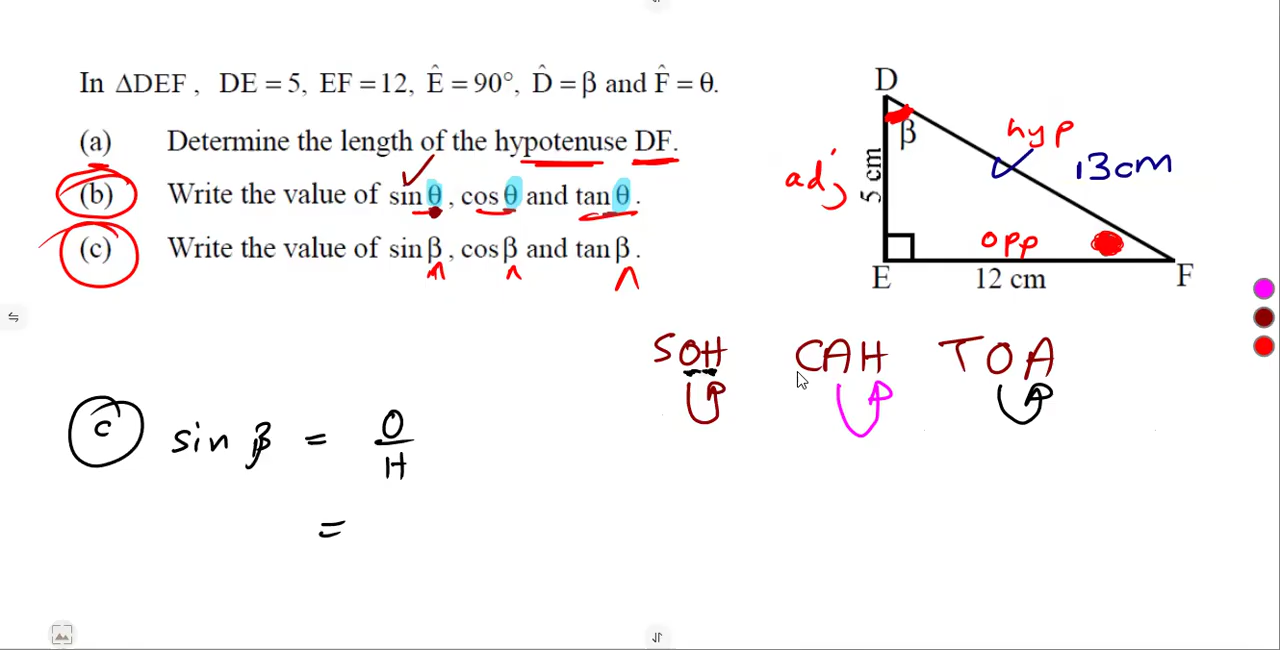 In ΔDEF, DE = 5, EF = 12, Ê = 90°, D̂ = β and F̂ = θ.
(a) Determine the length of the hypotenuse DF.
(b) Write the value of sin θ, cos θ and tan θ.
(c) Write the value of sin β, cos β and tan β.
D
β
hyp
13cm
adj
5 cm
opp
E
12 cm
F
SOH CAH TOA
c sin β = O/H
=